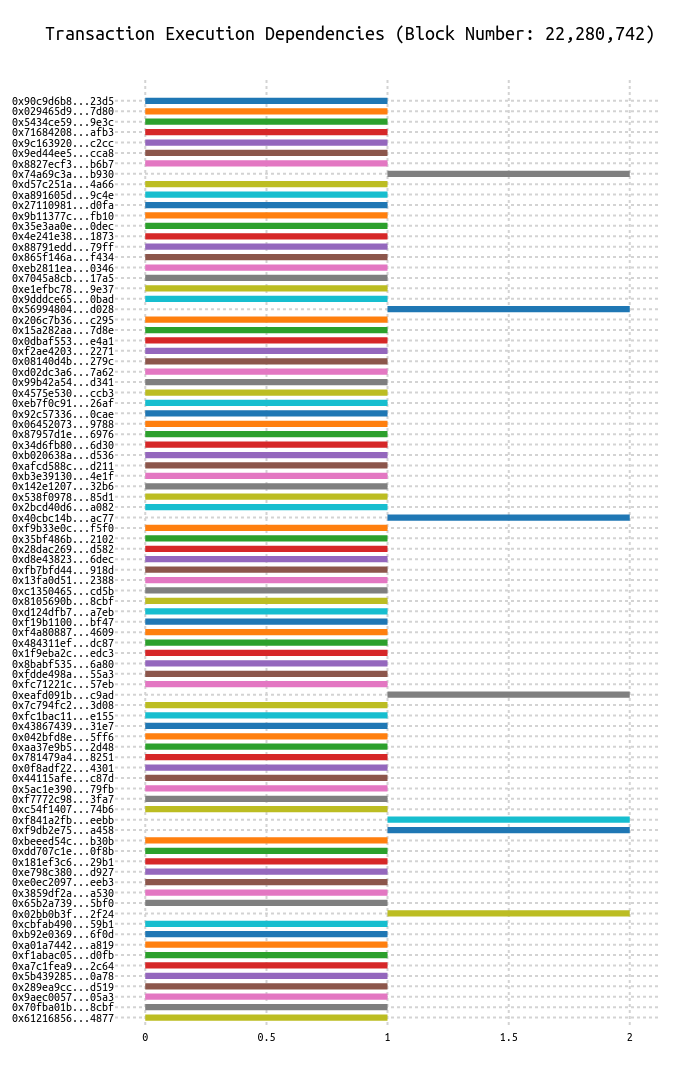 Transaction Execution Dependencies (Block Number: 22,280,742)
0x90c9d6b8...23d5
0x029465d9...7d80
0x5434ce59...9e3c
0x71684208...afb3
0x9c163920...c2cc
0x9ed44ee5...cca8
0x8827ecf3...b6b7
0x74a69c3a...b930
0xd57c251a...4a66
0xa891605d...9c4e
0x27110981...d0fa
0x9b11377c...fb10
0x35e3aa0e...0dec
0x4e241e38...1873
0x88791edd...79ff
0x865f146a...f434
0xeb2811ea...0346
0x7045a8cb...17a5
0xe1efbc78...9e37
0x9dddce65...0bad
0x56994804...d028
0x206c7b36...c295
0x15a282aa...7d8e
0x0dbaf553...e4a1
0xf2ae4203...2271
0x08140d4b...279c
0xd02dc3a6...7a62
0x99b42a54...d341
0x4575e530...ccb3
0xeb7f0c91...26af
0x92c57336...0cae
0x06452073...9788
0x87957d1e...6976
0x34d6fb80...6d30
0xb020638a...d536
0xafcd588c...d211
0xb3e39130...4e1f
0x142e1207...32b6
0x538f0978...85d1
0x2bcd40d6...a082
0x40cbc14b...ac77
0xf9b33e0c...f5f0
0x35bf486b...2102
0x28dac269...d582
0xd8e43823...6dec
0xfb7bfd44...918d
0x13fa0d51...2388
0xc1350465...cd5b
0x8105690b...8cbf
0xd124dfb7...a7eb
0xf19b1100...bf47
0xf4a80887...4609
0x484311ef...dc87
0x1f9eba2c...edc3
0x8babf535...6a80
0xfdde498a...55a3
0xfc71221c...57eb
0xeafd091b...c9ad
0x7c794fc2...3d08
0xfc1bac11...e155
0x43867439...31e7
0x042bfd8e...5ff6
0xaa37e9b5...2d48
0x781479a4...8251
0x0f8adf22...4301
0x44115afe...c87d
0x5ac1e390...79fb
0xf7772c98...3fa7
0xc54f1407...74b6
0xf841a2fb...eebb
0xf9db2e75...a458
0xbeeed54c...b30b
0xdd707c1e...0f8b
0x181ef3c6...29b1
0xe798c380...d927
0xe0ec2097...eeb3
0x3859df2a...a530
0x65b2a739...5bf0
0x02bb0b3f...2f24
0xcbfab490...59b1
0xb92e0369...6f0d
0xa01a7442...a819
0xf1abac05...d0fb
0xa7c1fea9...2c64
0x5b439285...0a78
0x289ea9cc...d519
0x9aec0057...05a3
0x70fba01b...8cbf
0x61216856...4877
0 0.5 1 1.5 2